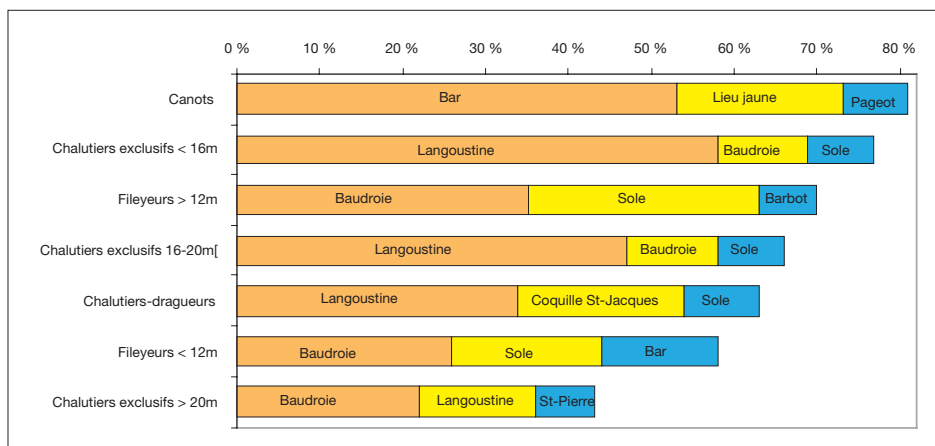 0 % 10 % 20 % 30 % 40 % 50 % 60 % 70 % 80 %
Canots Bar Lieu jaune Pageot
Chalutiers exclusifs < 16m Langoustine Baudroie Sole
Fileyeurs > 12m Baudroie Sole Barbot
Chalutiers exclusifs 16-20m[ Langoustine Baudroie Sole
Chalutiers-dragueurs Langoustine Coquille St-Jacques Sole
Fileyeurs < 12m Baudroie Sole Bar
Chalutiers exclusifs > 20m Baudroie Langoustine St-Pierre